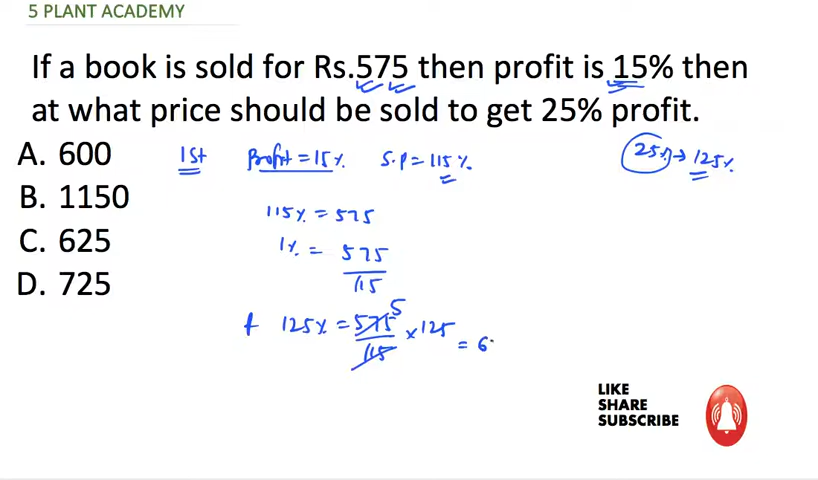 5 PLANT ACADEMY
If a book is sold for Rs.575 then profit is 15% then
at what price should be sold to get 25% profit.
A. 600
B. 1150
C. 625
D. 725
1st Profit = 15% S.P = 115%
25% → 125%
115% = 575
1% = 575
115
125% = 575 5 × 125
115
= 6
LIKE
SHARE
SUBSCRIBE